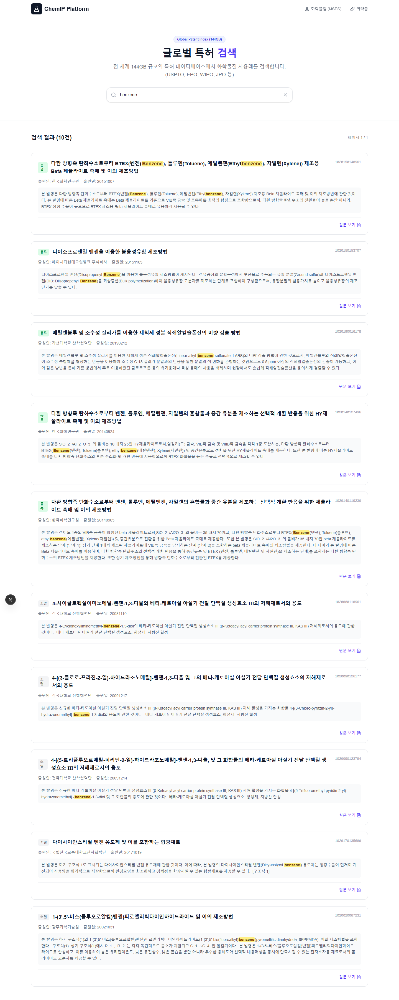 ChemIP Platform
화학물질 (MSDS)
의약품
Global Patent Index (144GB)
글로벌 특허 검색
전 세계 144GB 규모의 특허 데이터베이스에서 화학물질 사용례를 검색합니다.
(USPTO, EPO, WIPO, JPO 등)
benzene
검색 결과 (10건)
페이지 1 / 1
등
록
다환 방향족 탄화수소로부터 BTEX(벤젠(Benzene), 톨루엔(Toluene), 에틸벤젠(Ethylbenzene), 자일렌(Xylene)) 제조용
Beta 제올라이트 촉매 및 이의 제조방법
1020150140961
출원인: 한국화학연구원 출원일: 20151007
본 발명은 다환 방향족 탄화수소로부터 BTEX(벤젠(Benzene), 톨루엔(Toluene), 에틸벤젠(Ethylbenzene), 자일렌(Xylene)) 제조용 Beta 제올라이트 촉매 및 이의 제조방법에 관한 것이
다. 본 발명에 따른 Beta 제올라이트 촉매는 Beta 제올라이트를 기준으로 VIB족 금속 및 조촉매를 최적의 함량으로 포함함으로써, 다환 방향족 탄화수소의 전환율이 높을 뿐만 아니라,
BTEX 생성 수율이 높으므로 BTEX 제조용 Beta 제올라이트 촉매로 유용하게 사용될 수 있다.
원문 보기
등록
디이소프로펜일 벤젠을 이용한 불용성유황 제조방법
1020150153707
출원인: 에이치디현대오일뱅크 주식회사 출원일: 20151103
디이소프로펜일 벤젠(Diisopropenyl Benzene)을 이용한 불용성유황 제조방법이 개시된다. 정유공장의 탈황공정에서 부산물로 수득되는 유황 분말(Ground sulfur)과 디이소프로펜일 벤
젠(DIB: Diisopropenyl Benzene)을 괴상중합(Bulk polymerization)하여 불용성유황 고분자를 제조하는 단계를 포함하여 구성됨으로써, 유황분말의 활용가치를 높이고 불용성유황의 제조
단가를 낮출 수 있다.
원문 보기
등록
메틸렌블루 및 소수성 실리카를 이용한 세척제 성분 직쇄알킬술폰산의 미량 검출 방법
1020190016178
출원인: 가천대학교 산학협력단 출원일: 20190212
본 발명은 메틸렌블루 및 소수성 실리카를 이용한 세척제 성분 직쇄알킬술폰산(Linear alkyl benzene sulfonate; LABS)의 미량 검출 방법에 관한 것으로서, 메틸렌블루와 직쇄알킬술폰산
이 소수성 복합체를 형성하는 반응을 이용하여 소수성 C-18 실리카 분말과의 반응을 통한 분말의 색 변화를 관찰하는 것만으로도 0.5 ppm 이상의 직쇄알킬술폰산의 검출이 가능하고, 이
와 같은 방법을 통해 기존 방법에서 주로 이용하였던 클로로포름 등의 유기용매나 독성 용매의 사용을 배제하며 현장에서도 손쉽게 직쇄알킬술폰산을 용이하게 검출할 수 있다.
원문 보기
등
록
다환 방향족 탄화수소로부터 벤젠, 톨루엔, 에틸벤젠, 자일렌의 혼합물과 중간 유분을 제조하는 선택적 개환 반응을 위한 HY제
올라이트 촉매 및 이의 제조방법
1020140127496
출원인: 한국화학연구원 출원일: 20140924
본 발명은 SiO 2 /Al 2 O 3 의 몰비는 10 내지 25인 HY제올라이트로써,알칼리(토) 금속, VIB족 금속 및 VIIIB족 금속을 각각 1종 포함하는, 다환 방향족 탄화수소로부터
BTEX(Benzene(벤젠), Toluene(톨루엔), ethylbenzene(에틸벤젠), Xylene(자일렌)) 및 중간유분으로 전환을 위한 HY제올라이트 촉매를 제공한다. 또한 본 발명에 따른 HY제올라이트
촉매를 다환 방향족 탄화수소의 부분 수소화 및 개환 반응에 사용함으로써 BTEX 화합물을 높은 수율로 선택적으로 제조할 수 있다.
원문 보기
등
록
다환 방향족 탄화수소로부터 벤젠, 톨루엔, 에틸벤젠, 자일렌의 혼합물과 중간 유분을 제조하는 선택적 개환 반응을 위한 제올라
이트 촉매 및 이의 제조방법
1020140119230
출원인: 한국화학연구원 출원일: 20140905
본 발명은 적어도 1종의 VIB족 금속이 함침된 beta 제올라이트로써,SiO 2 /Al2O 3 의 몰비는 35 내지 70이고, 다환 방향족 탄화수소로부터 BTEX(Benzene(벤젠), Toluene(톨루엔),
ethylbenzene(에틸벤젠), Xylene(자일렌)) 및 중간유분으로 전환을 위한 Beta 제올라이트 촉매를 제공한다. 또한 본 발명은 SiO 2 /Al2O 3 의 몰비가 35 내지 70인 beta 제올라이트를
제조하는 단계 (단계 1); 상기 단계 1에서 제조된 제올라이트에 VIB족 금속을 담지하는 단계 (단계 2)을 포함하는 beta 제올라이트 촉매의 제조방법을 제공한다. 더 나아가 본 발명에 따른
Beta 제올라이트 촉매를 이용하여, 다환 방향족 탄화수소의 선택적 개환 반응을 통해 중간유분 및 BTEX (벤젠, 톨루엔, 에틸벤젠 및 자일렌)을 제조하는 단계;를 포함하는 다환 방향족 탄
화수소의 BTEX 제조방법을 제공한다. 또한 상기 제조방법을 통해 방향족 탄화수소로부터 전환된 BTEX를 제공한다.
원문 보기
소멸
4-사이클로헥실이미노메틸-벤젠-1,3-디올의 베타-케토아실 아실기 전달 단백질 생성효소 III의 저해제로서의 용도
1020080110961
출원인: 건국대학교 산학협력단 출원일: 20081110
본 발명은 4-Cyclohexyliminomethyl-benzene-1,3-diol의 베타-케토아실 아실기 전달 단백질 생성효소 III (β-Ketoacyl acyl carrier protein synthase III, KAS III) 저해제로서의 용도에 관한
것이다. 베타-케토아실 아실기 전달 단백질 생성효소, 항생제, 지방산 합성
원문 보기
소
멸
4-[(3-클로로-프라진-2-일)-하이드라조노메틸]-벤젠-1,3-디올 및 그의 베타-케토아실 아실기 전달 단백질 생성효소의 저해제로
서의 용도
1020090126177
출원인: 건국대학교 산학협력단 출원일: 20091217
본 발명은 신규한 베타-케토아실 아실기 전달 단백질 생성효소 III (β-Ketoacyl acyl carrier protein synthase III, KAS III) 저해 활성을 가지는 화합물 4-[(3-Chloro-pyrazin-2-yl)-
hydrazonomethyl]-benzene-1,3-diol의 용도에 관한 것이다. 베타-케토아실 아실기 전달 단백질 생성효소, 항생제, 지방산 합성
원문 보기
소
멸
4-[(5-트리플루오로메틸-피리딘-2-일)-하이드라조노메틸]-벤젠-1,3-디올, 및 그 화합물의 베타-케토아실 아실기 전달 단백질 생
성효소 III의 저해제로서의 용도
1020090123794
출원인: 건국대학교 산학협력단 출원일: 20091214
본 발명은 신규한 베타-케토아실 아실기 전달 단백질 생성효소 III (β-Ketoacyl acyl carrier protein synthase III, KAS III) 저해 활성을 가지는 화합물 4-[(5-Trifluoromethyl-pyridin-2-yl)-
hydrazonomethyl] -benzene-1,3-diol 및 그 화합물의 용도에 관한 것이다. 베타-케토아실 아실기 전달 단백질 생성효소, 항생제, 지방산 합성
원문 보기
소멸
다이사이안스티릴 벤젠 유도체 및 이를 포함하는 형광재료
1020170135680
출원인: 국립한국교통대학교산학협력단 출원일: 20171019
본 발명은 하기 구조식 1로 표시되는 다이사이안스티릴 벤젠 유도체에 관한 것이다. 이에 따라, 본 발명의 다이사이안스티릴 벤젠(Dicyanstyryl benzene) 유도체는 형광수율이 현저히 개
선되어 사용량을 획기적으로 저감함으로써 환경오염을 최소화하고 경제성을 향상시킬 수 있는 형광재료를 제공할 수 있다. [구조식 1]
원문 보기
소멸
1-(3',5'-비스(플루오로알킬)벤젠)피로멜리틱다이안하이드라이드 및 이의 제조방법
1020020067231
출원인: 광주과학기술원 출원일: 20021031
본 발명은 하기 구조식(1)의 1-(3',5'-비스(플루오로알킬)벤젠)피로멜리틱다이안하이드라이드(1-(3',5'-bis(fluoroalkyl)benzene)pyromellitic dianhydride, 6FPPMDA), 이의 제조방법을 포함
한다. 구조식(1) 상기 구조식(1)에서 R 1 , R 2 는 각각 독립적으로 불소가 치환되고 C 1 ~C 4 인 알킬기이다. 본 발명은 1-(3'5'-비스(플루오로알킬)벤젠)피로멜리틱다이안하이드
라이드를 합성하고, 이를 이용하여 높은 유리전이온도, 낮은 유전상수, 낮은 흡습율 뿐만 아니라 우수한 용해도와 선택적 내용매성을 동시에 만족시킬 수 있는 전자소자용 재료로서의 폴
리이미드 고분자를 제공할 수 있다.
원문 보기